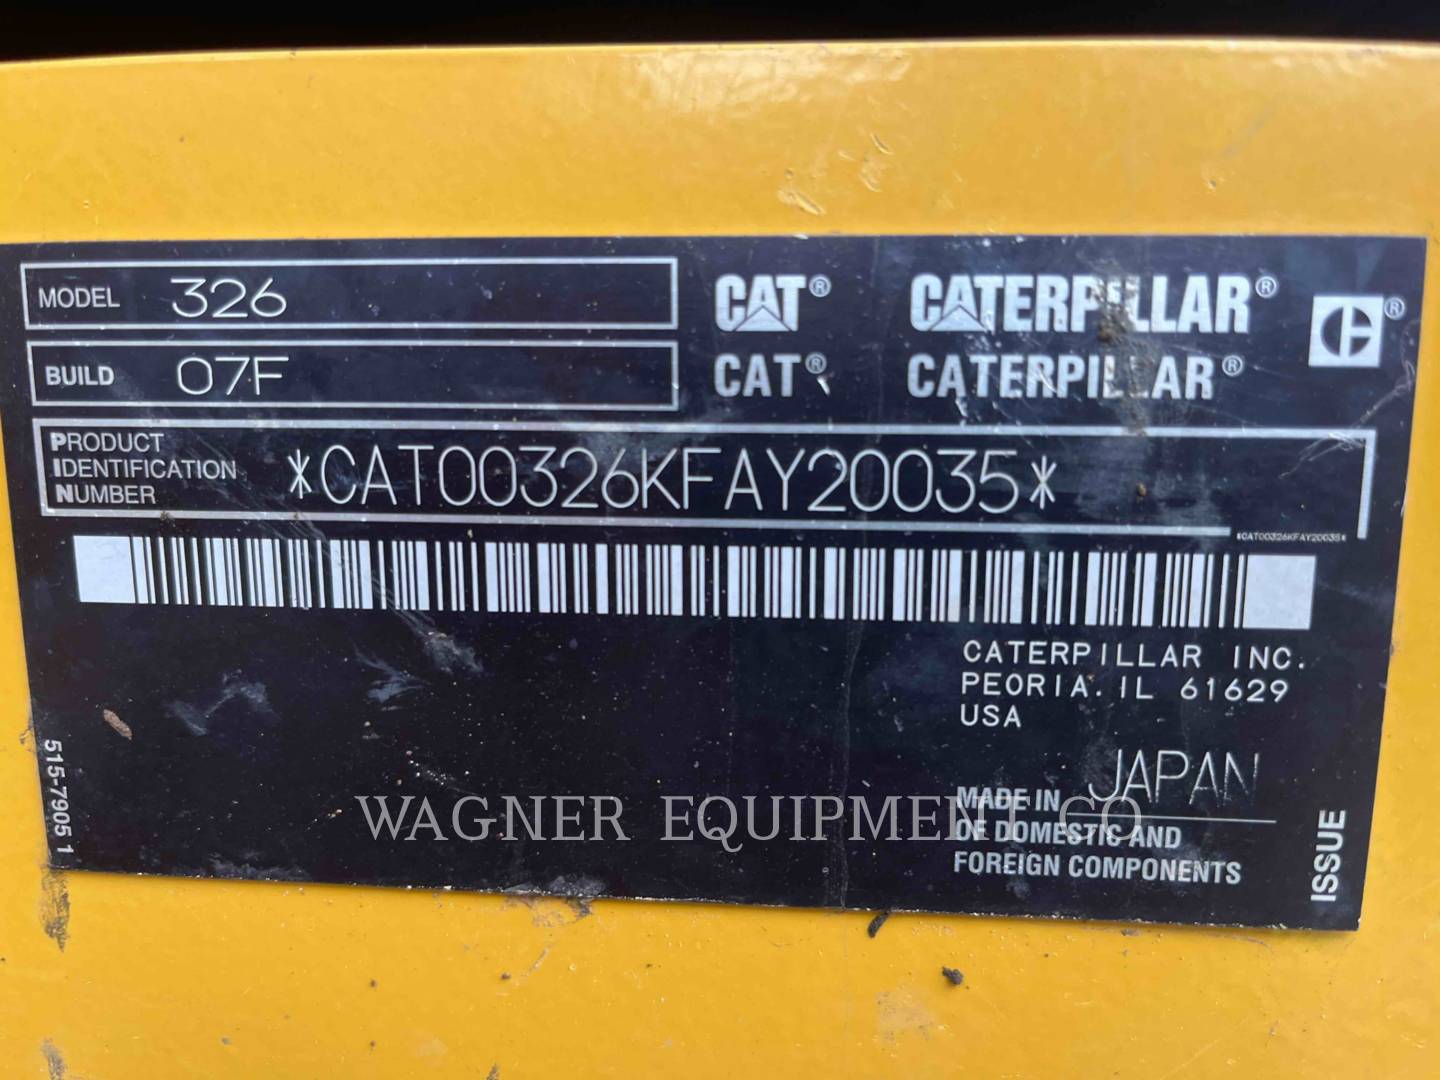 MODEL 326
CAT® CATERPILLAR®
BUILD 07F
CAT® CATERPILLAR®
PRODUCT
IDENTIFICATION
NUMBER
*CAT00326KFAY20035*
*CAT00326KFAY20035*
CATERPILLAR INC.
PEORIA. IL 61629
USA
MADE IN JAPAN
OF DOMESTIC AND
FOREIGN COMPONENTS
WAGNER EQUIPMENT CO
515-7905 1
ISSUE